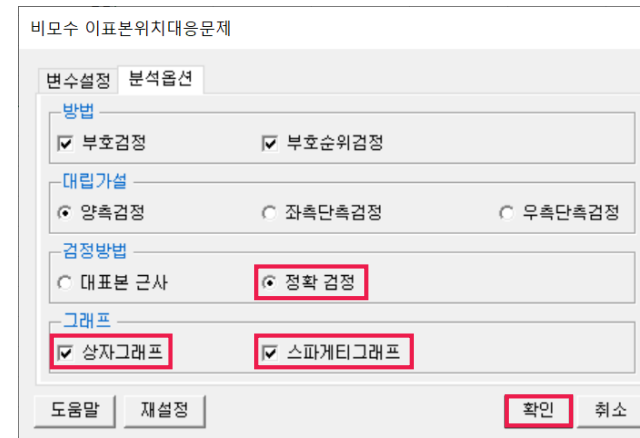 비모수 이표본위치대응문제
변수설정 분석옵션
방법
부호검정 부호순위검정
대립가설
양측검정 좌측단측검정 우측단측검정
검정방법
대표본 근사 정확 검정
그래프
상자그래프 스파게티그래프
도움말 재설정 확인 취소